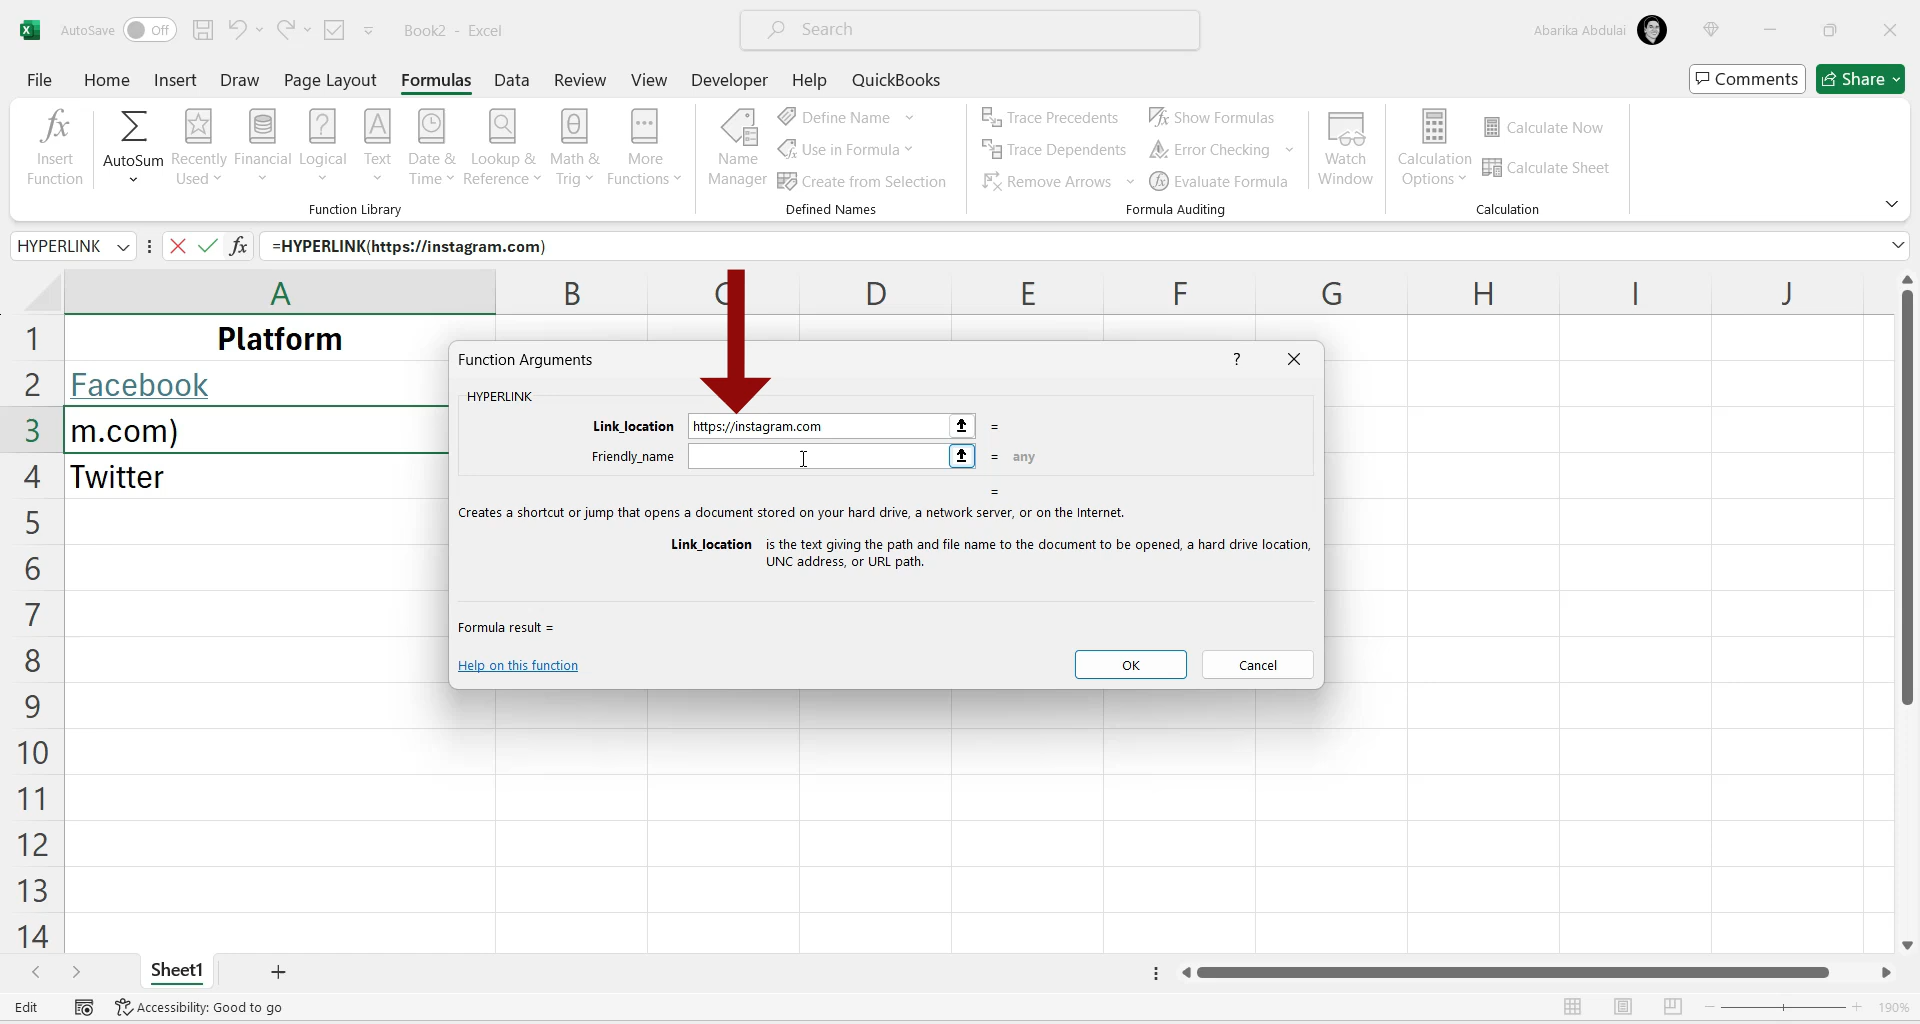 AutoSave Off Book2 - Excel Search Abarika Abdulai
File Home Insert Draw Page Layout Formulas Data Review View Developer Help QuickBooks Comments Share
Insert Function
AutoSum
Recently Used
Financial
Logical
Text
Date & Time
Lookup & Reference
Math & Trig
More Functions
Function Library
Name Manager
Define Name
Use in Formula
Create from Selection
Defined Names
Trace Precedents
Trace Dependents
Remove Arrows
Show Formulas
Error Checking
Evaluate Formula
Formula Auditing
Watch Window
Calculation Options
Calculate Now
Calculate Sheet
Calculation
HYPERLINK fx =HYPERLINK(https://instagram.com)
A B C D E F G H I J
1 Platform
2 Facebook
3 m.com)
4 Twitter
5
6
7
8
9
10
11
12
13
14
Function Arguments ?
HYPERLINK
Link_location https://instagram.com =
Friendly_name = any
=
Creates a shortcut or jump that opens a document stored on your hard drive, a network server, or on the Internet.
Link_location is the text giving the path and file name to the document to be opened, a hard drive location,
UNC address, or URL path.
Formula result =
Help on this function OK Cancel
Sheet1
Edit Accessibility: Good to go 190%